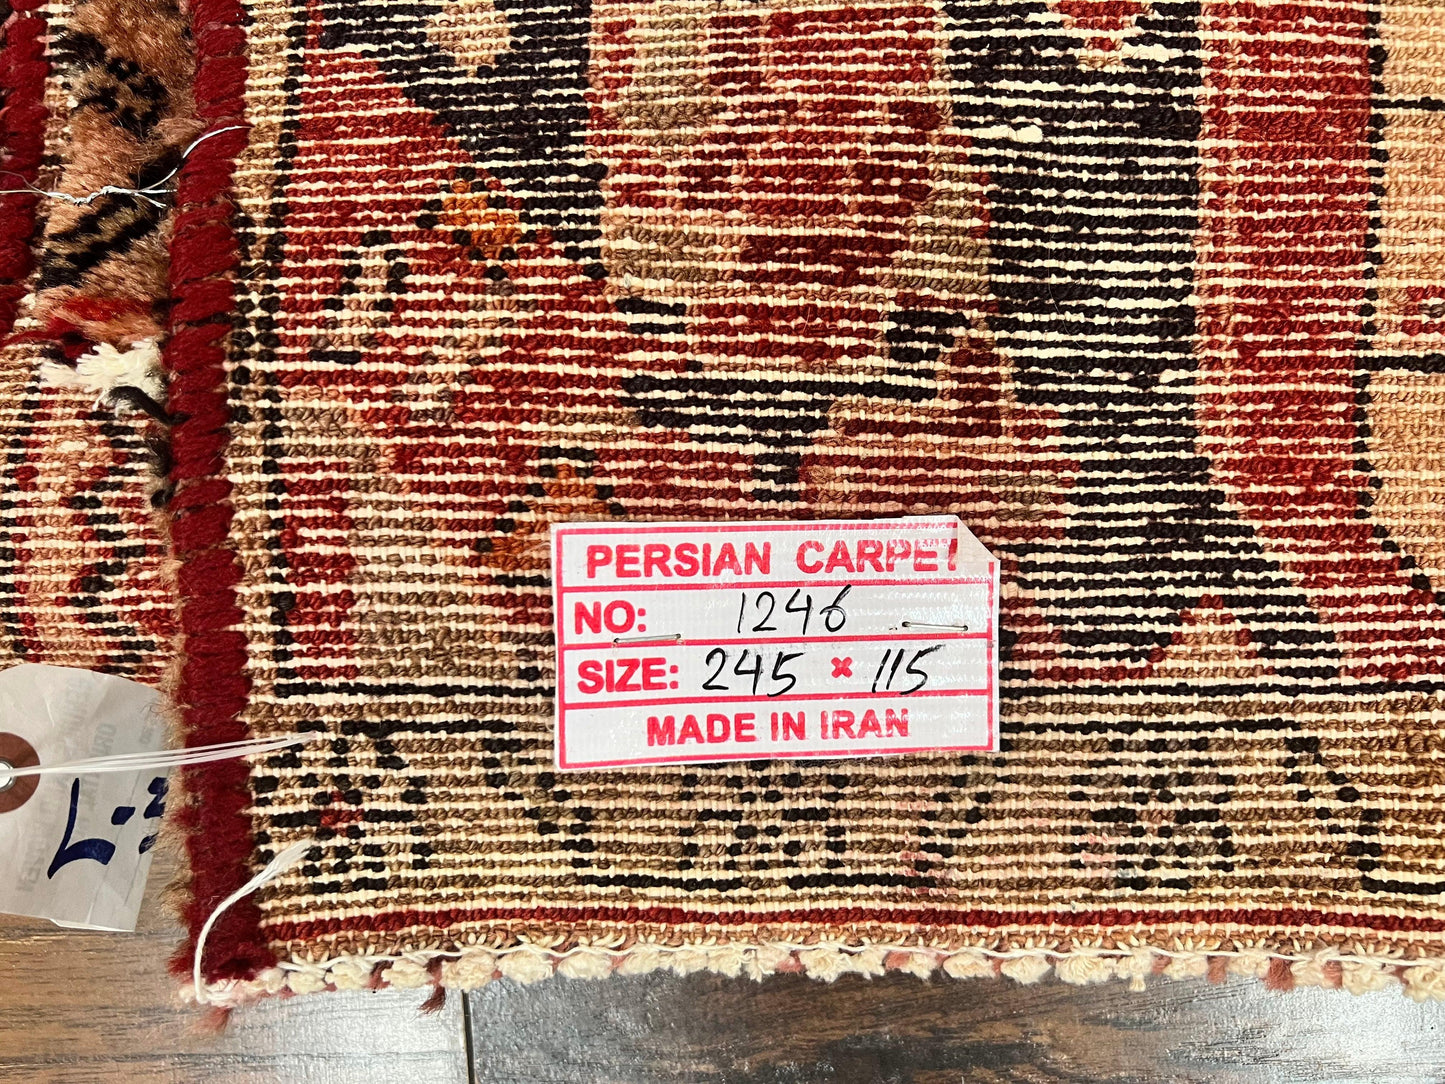 PERSIAN CARPET
NO: 1246
SIZE: 245 × 115
MADE IN IRAN